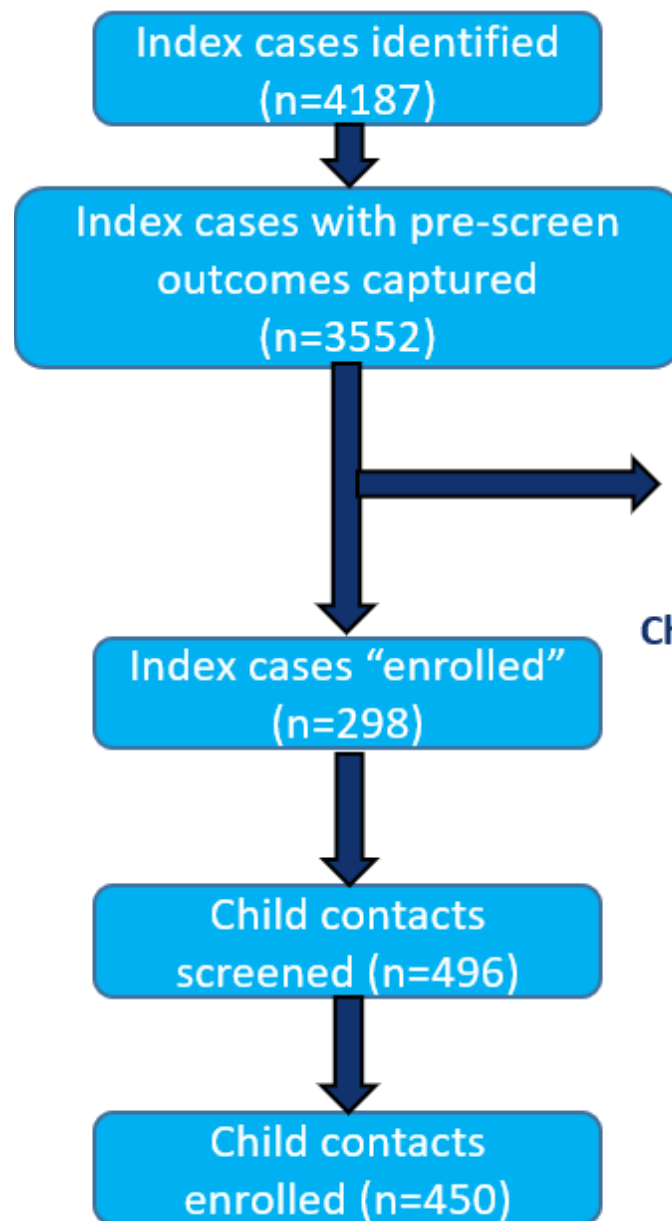 Index cases identified
(n=4187)
Index cases with pre-screen
outcomes captured
(n=3552)
Ch
Index cases “enrolled”
(n=298)
Child contacts
screened (n=496)
Child contacts
enrolled (n=450)